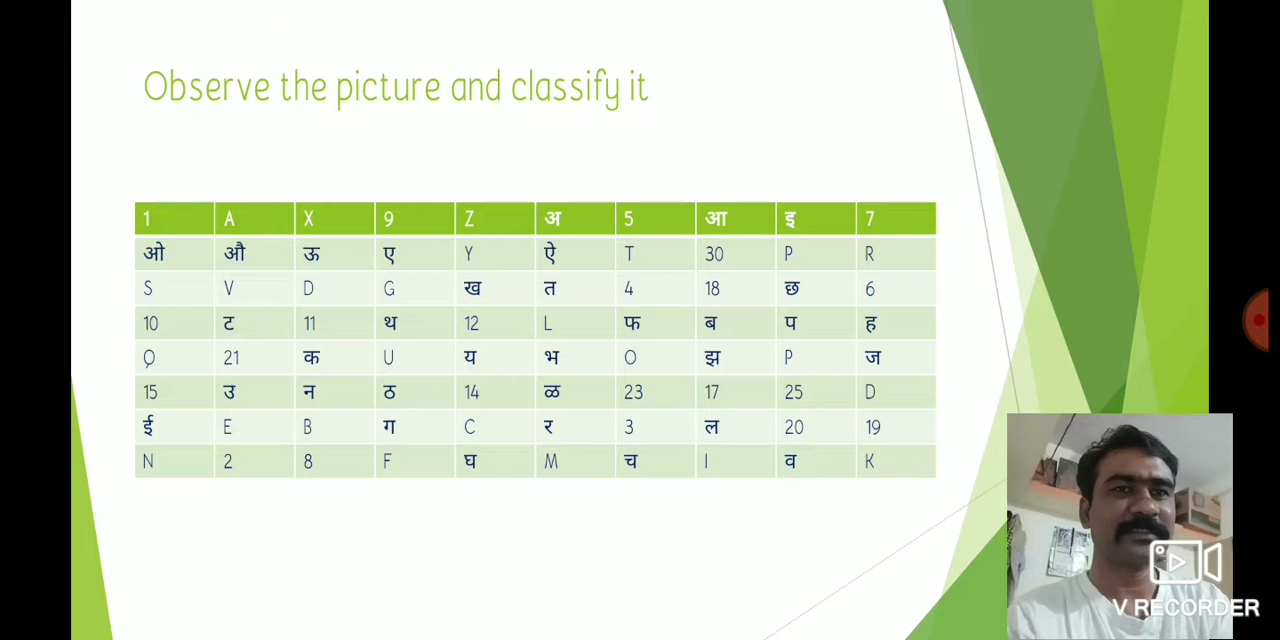 Observe the picture and classify it
1 A X 9 Z अ 5 आ इ 7
ओ औ ऊ ए Y ऐ T 30 P R
S V D G ख त 4 18 छ 6
10 ट 11 थ 12 L फ ब प ह
Q 21 क U य भ O झ P ज
15 उ न ठ 14 ळ 23 17 25 D
ई E B ग C र 3 ल 20 19
N 2 8 F घ M च I व K
V RECORDER